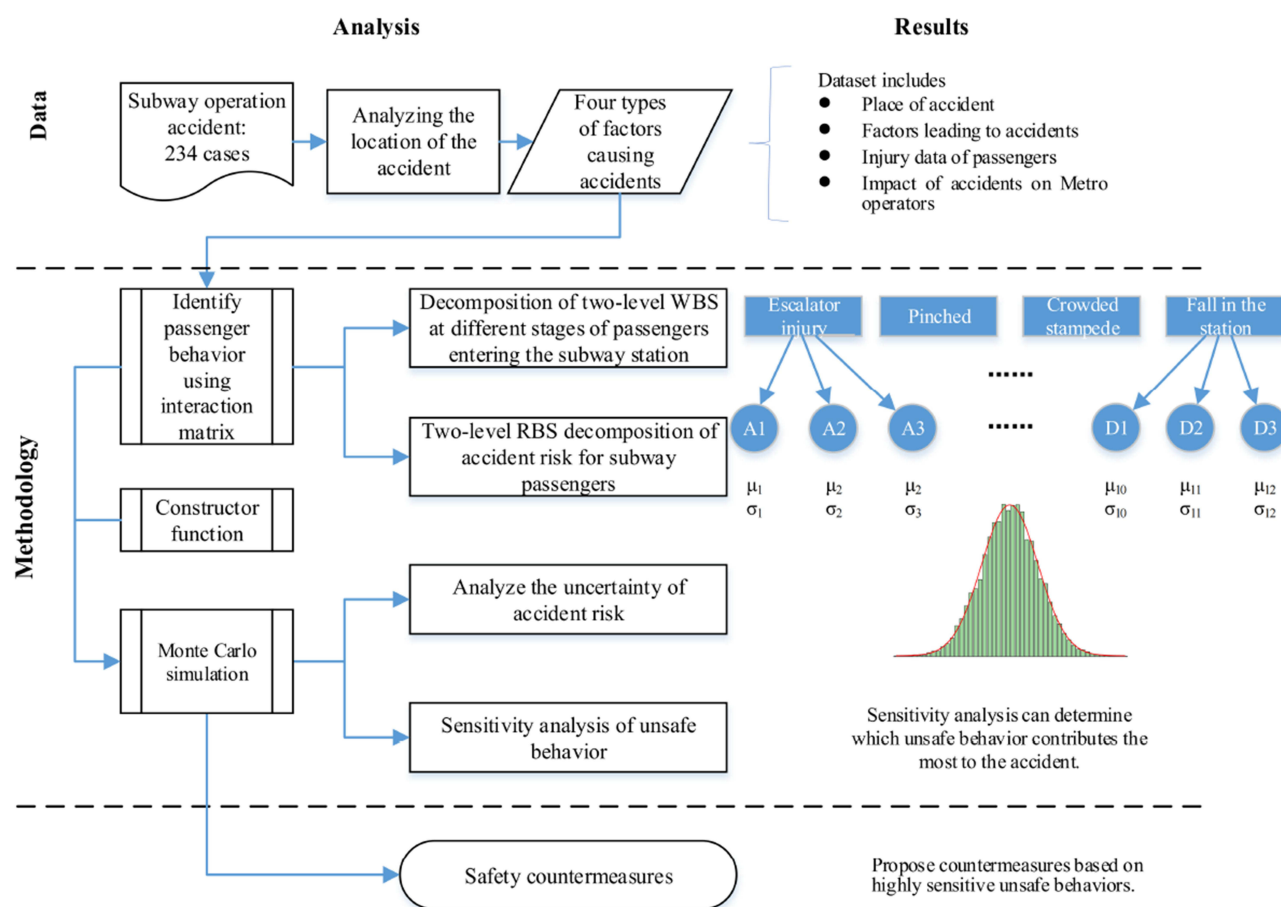 Analysis
Results
Data
Subway operation
accident:
234 cases
Analyzing the
location of the
accident
Four types
of factors
causing
accidents
Dataset includes
● Place of accident
● Factors leading to accidents
● Injury data of passengers
● Impact of accidents on Metro
operators
Methodology
Identify
passenger
behavior
using
interaction
matrix
Decomposition of two-level WBS
at different stages of passengers
entering the subway station
Two-level RBS decomposition of
accident risk for subway
passengers
Constructor
function
Monte Carlo
simulation
Analyze the uncertainty of
accident risk
Sensitivity analysis of unsafe
behavior
Escalator
injury
Pinched
Crowded
stampede
Fall in the
station
......
A1 A2 A3 ...... D1 D2 D3
μ1 μ2 μ2 μ10 μ11 μ12
σ1 σ2 σ3 σ10 σ11 σ12
Sensitivity analysis can determine
which unsafe behavior contributes the
most to the accident.
Safety countermeasures
Propose countermeasures based on
highly sensitive unsafe behaviors.